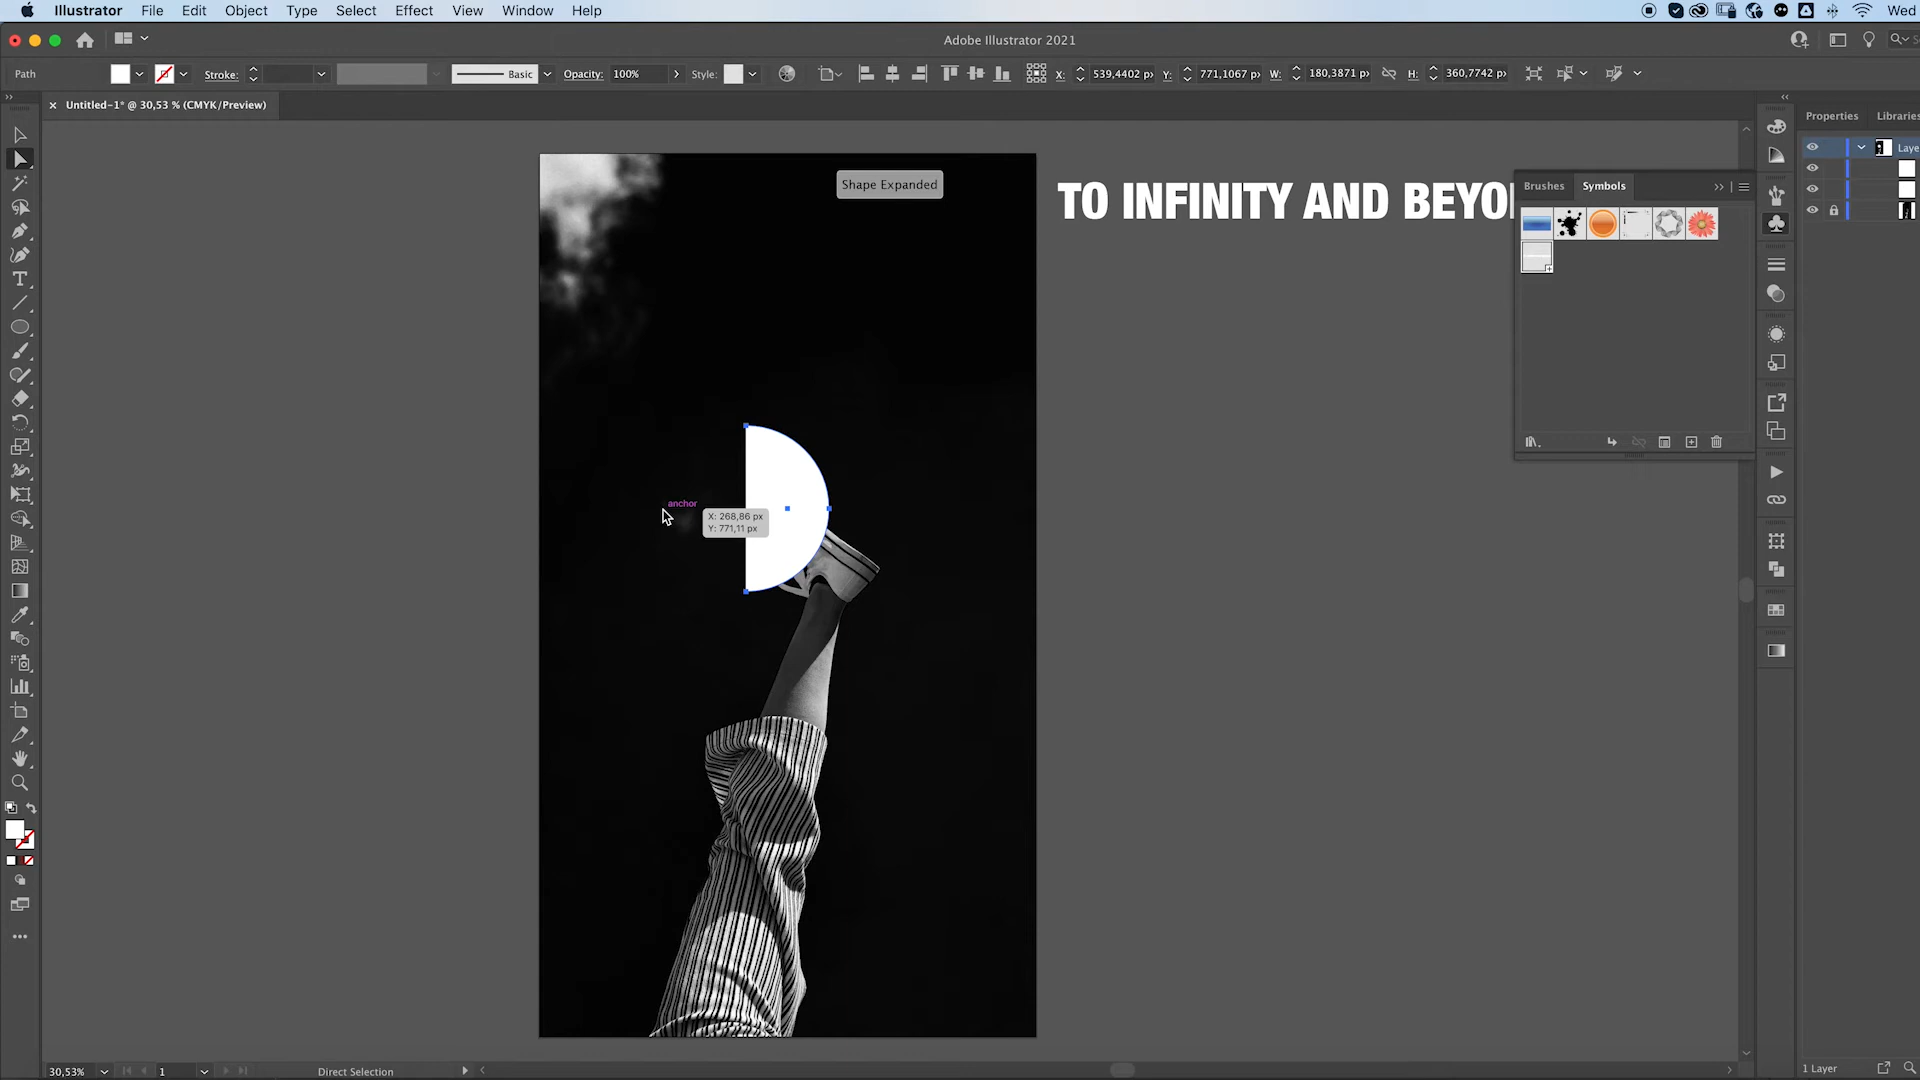 Illustrator File Edit Object Type Select Effect View Window Help
Wed
Adobe Illustrator 2021
Path
Stroke:
Basic
Opacity: 100%
Style:
X: 539,4402 px
Y: 771,1067 px
W: 180,3871 px
H: 360,7742 px
× Untitled-1* @ 30,53 % (CMYK/Preview)
Properties
Libraries
Shape Expanded
TO INFINITY AND BEYO
Brushes Symbols
Laye
anchor
X: 268,86 px
Y: 771,11 px
30,53%
1
Direct Selection
1 Layer